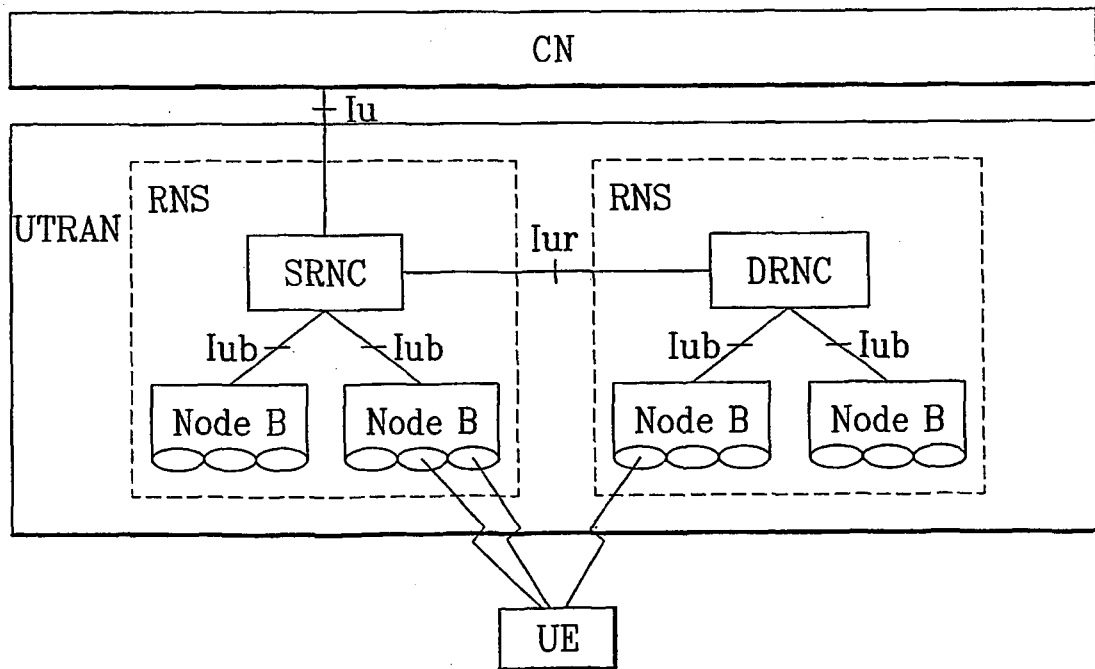 CN
Iu
RNS
RNS
UTRAN
Iur
SRNC
DRNC
Iub
Iub
Iub
Iub
Node B
Node B
Node B
Node B
UE